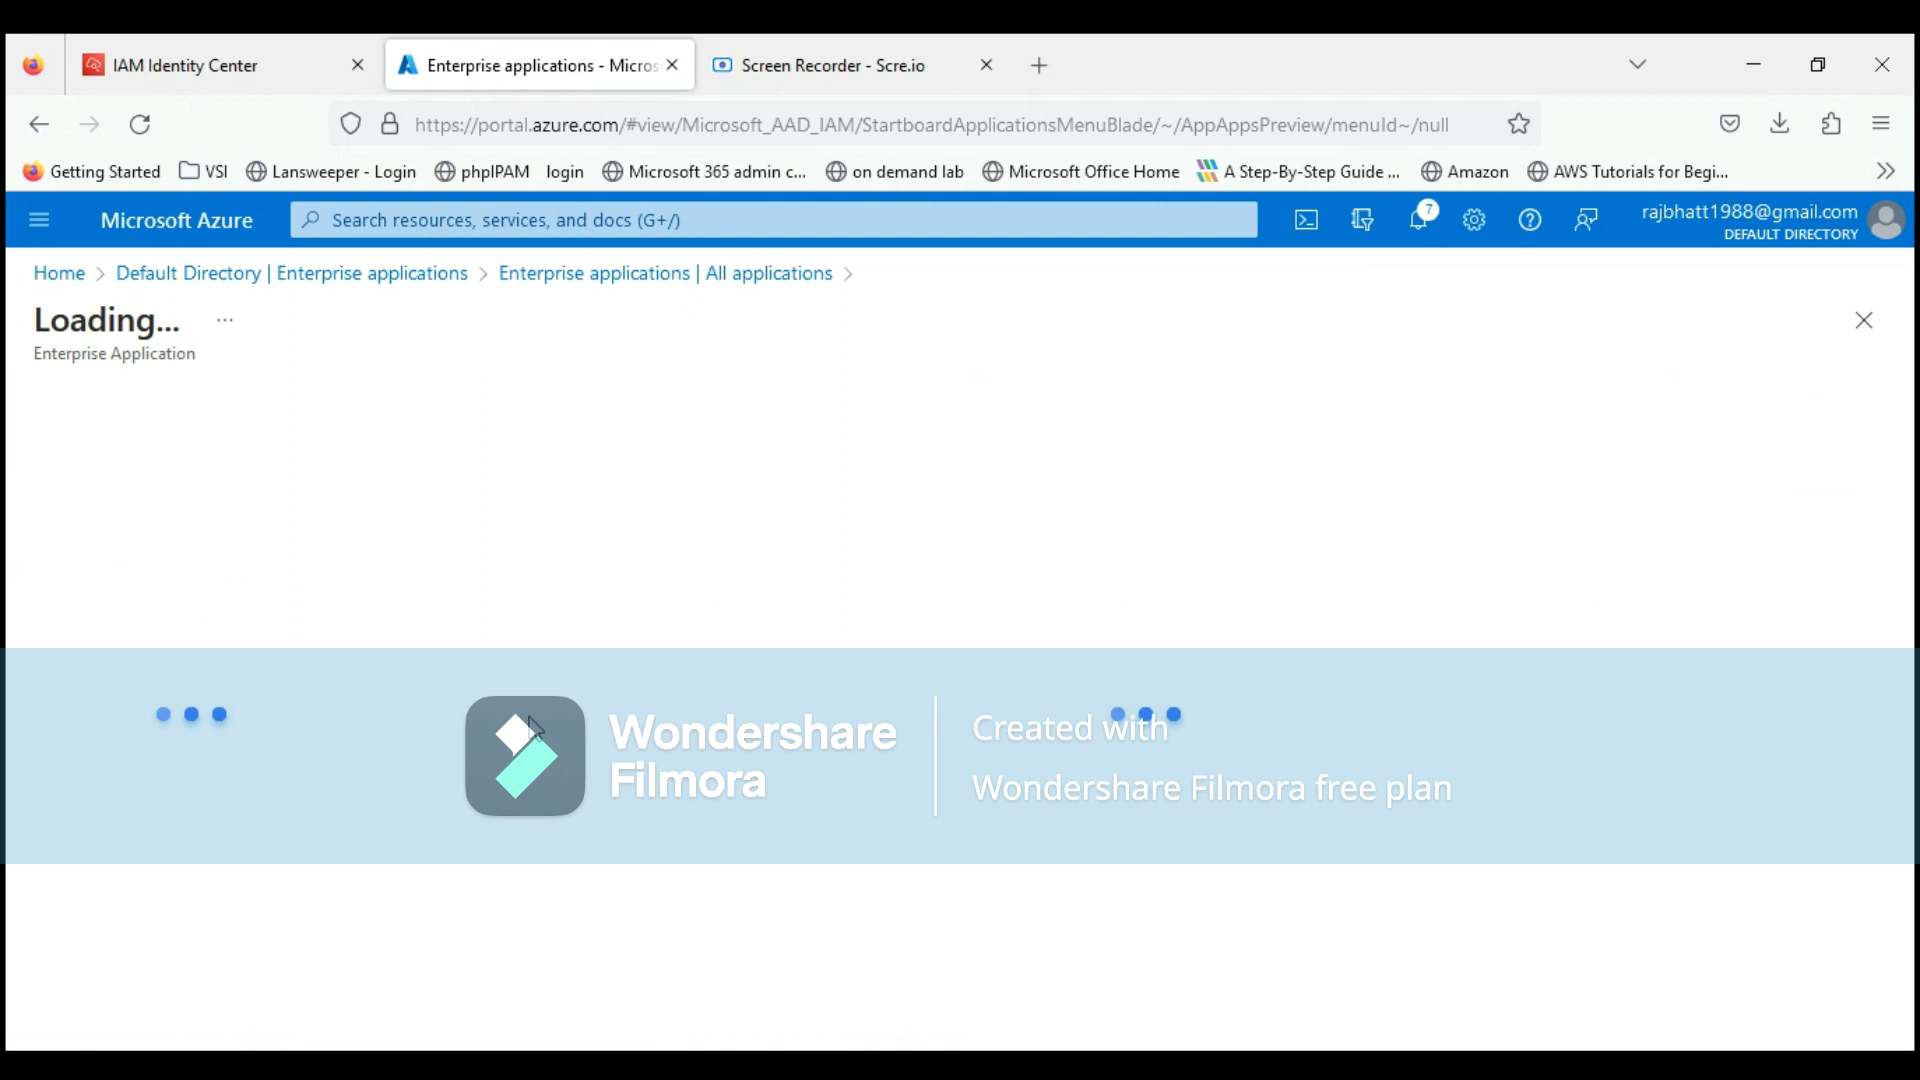 IAM Identity Center
Enterprise applications - Micros
Screen Recorder - Scre.io
https://portal.azure.com/#view/Microsoft_AAD_IAM/StartboardApplicationsMenuBlade/~/AppAppsPreview/menuId~/null
Getting Started VSI Lansweeper - Login phpIPAM login Microsoft 365 admin c... on demand lab Microsoft Office Home A Step-By-Step Guide ... Amazon AWS Tutorials for Begi...
Microsoft Azure
Search resources, services, and docs (G+/)
7
rajbhatt1988@gmail.com
DEFAULT DIRECTORY
Home > Default Directory | Enterprise applications > Enterprise applications | All applications >
Loading... ...
Enterprise Application
Wondershare
Filmora
Created with
Wondershare Filmora free plan